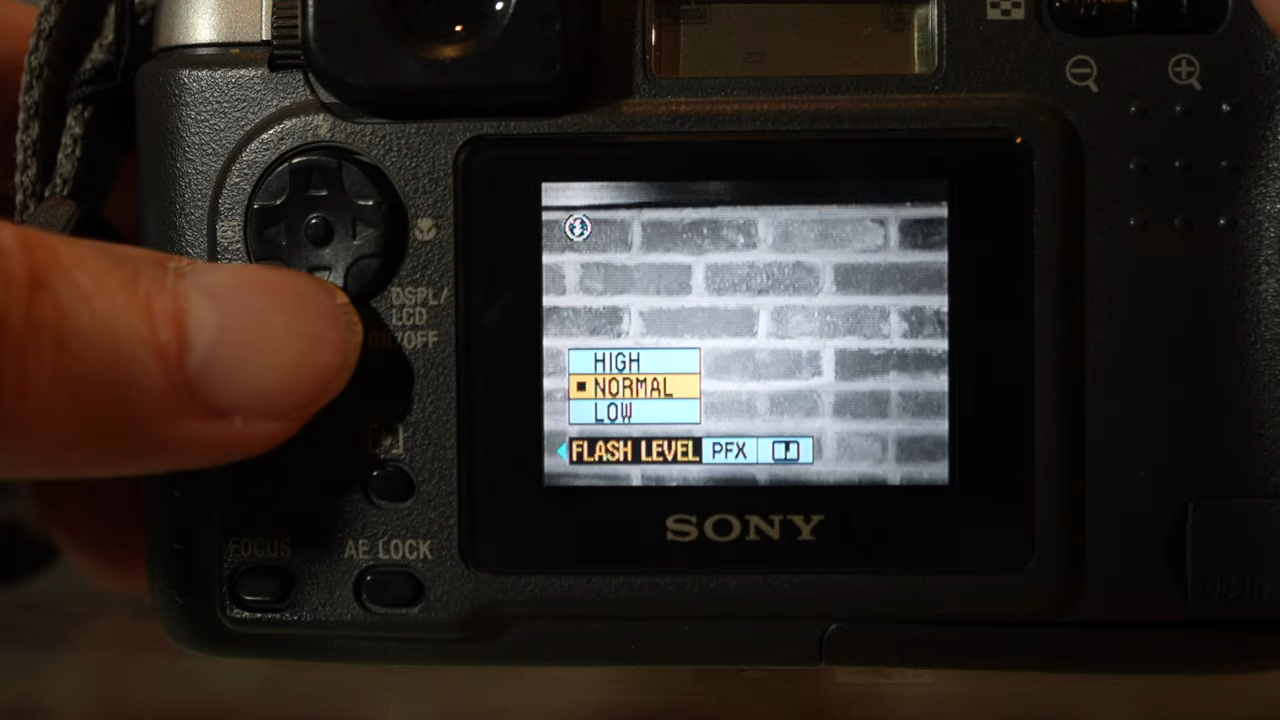 DSPL/
LCD
ON/OFF
HIGH
NORMAL
LOW
FLASH LEVEL PFX
SONY
FOCUS AE LOCK